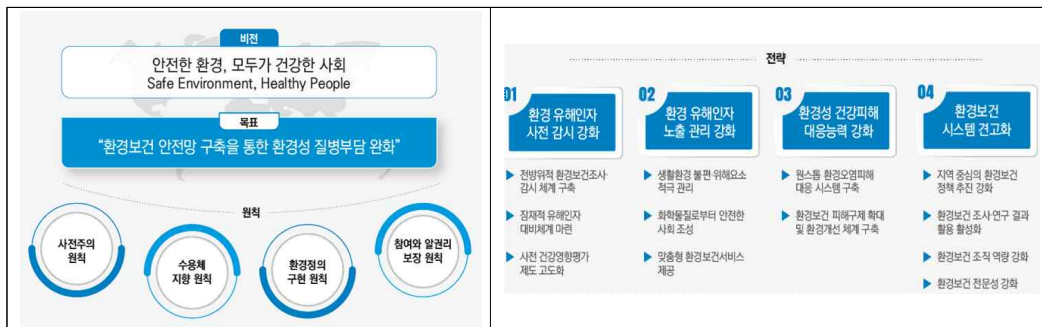 비전
안전한 환경, 모두가 건강한 사회
Safe Environment, Healthy People
목표
“환경보건 안전망 구축을 통한 환경성 질병부담 완화”
원칙
사전주의
원칙
수용체
지향 원칙
환경정의
구현 원칙
참여와 알권리
보장 원칙
전략
01
환경 유해인자
사전 감시 강화
▶ 전방위적 환경보건조사·
감시 체계 구축
▶ 잠재적 유해인자
대비체계 마련
▶ 사전 건강영향평가
제도 고도화
02
환경 유해인자
노출 관리 강화
▶ 생활환경 불편·위해요소
적극 관리
▶ 화학물질로부터 안전한
사회 조성
▶ 맞춤형 환경보건서비스
제공
03
환경성 건강피해
대응능력 강화
▶ 원스톱 환경오염피해
대응 시스템 구축
▶ 환경보건 피해구제 확대
및 환경개선 체계 구축
04
환경보건
시스템 견고화
▶ 지역 중심의 환경보건
정책 추진 강화
▶ 환경보건 조사·연구 결과
활용 활성화
▶ 환경보건 조직 역량 강화
▶ 환경보건 전문성 강화